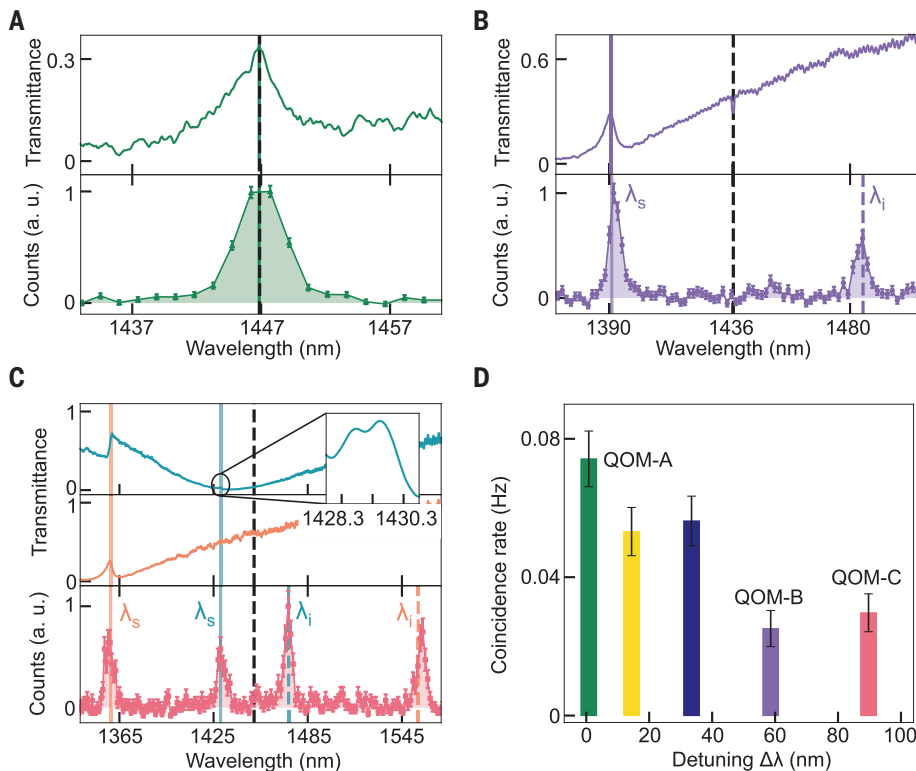 A
Transmittance
0.3
0
Counts (a. u.)
1
0
1437
1447
1457
Wavelength (nm)
B
Transmittance
0.6
0
Counts (a. u.)
1
0
λs
λi
1390
1436
1480
Wavelength (nm)
C
Transmittance
1
0
1428.3
1430.3
1
0
Counts (a. u.)
1
0
λs
λs
λi
λi
1365
1425
1485
1545
Wavelength (nm)
D
Coincidence rate (Hz)
0.08
0.04
0
QOM-A
QOM-B
QOM-C
0
20
40
60
80
100
Detuning Δλ (nm)